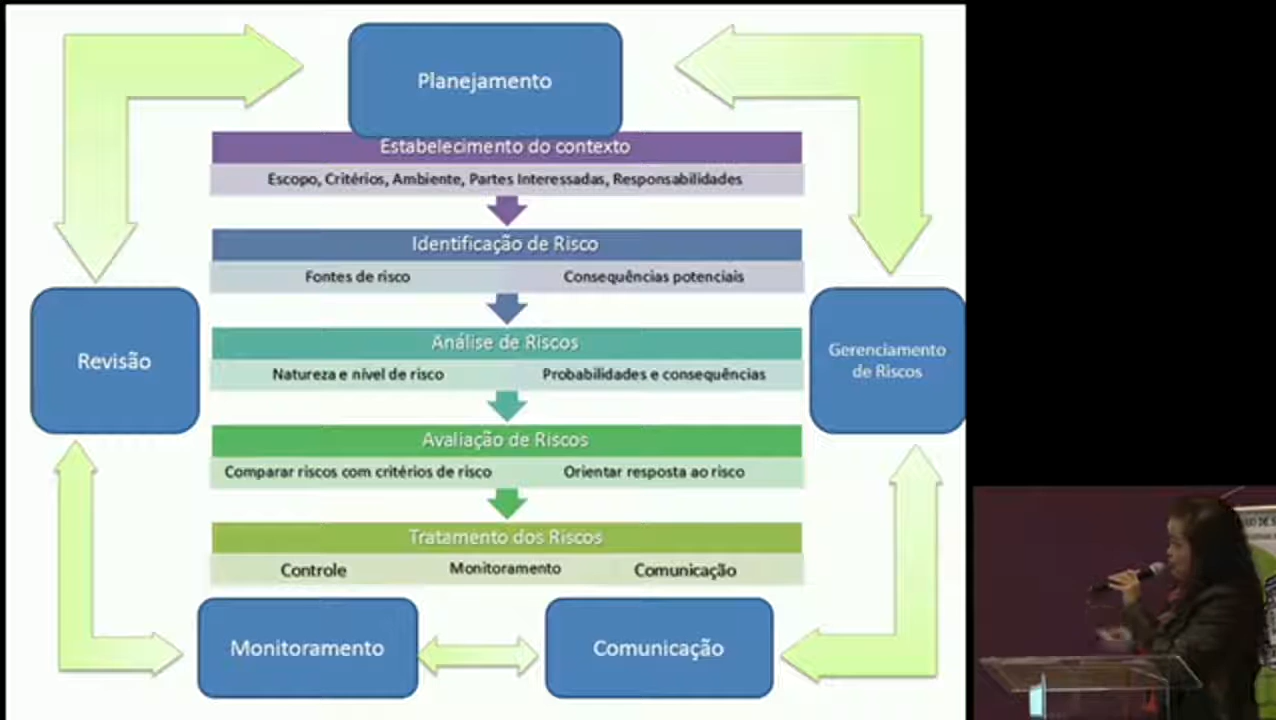 Planejamento
Estabelecimento do contexto
Escopo, Critérios, Ambiente, Partes Interessadas, Responsabilidades
Identificação de Risco
Fontes de risco
Consequências potenciais
Análise de Riscos
Natureza e nível de risco
Probabilidades e consequências
Avaliação de Riscos
Comparar riscos com critérios de risco
Orientar resposta ao risco
Tratamento dos Riscos
Controle
Monitoramento
Comunicação
Revisão
Gerenciamento
de Riscos
Monitoramento
Comunicação